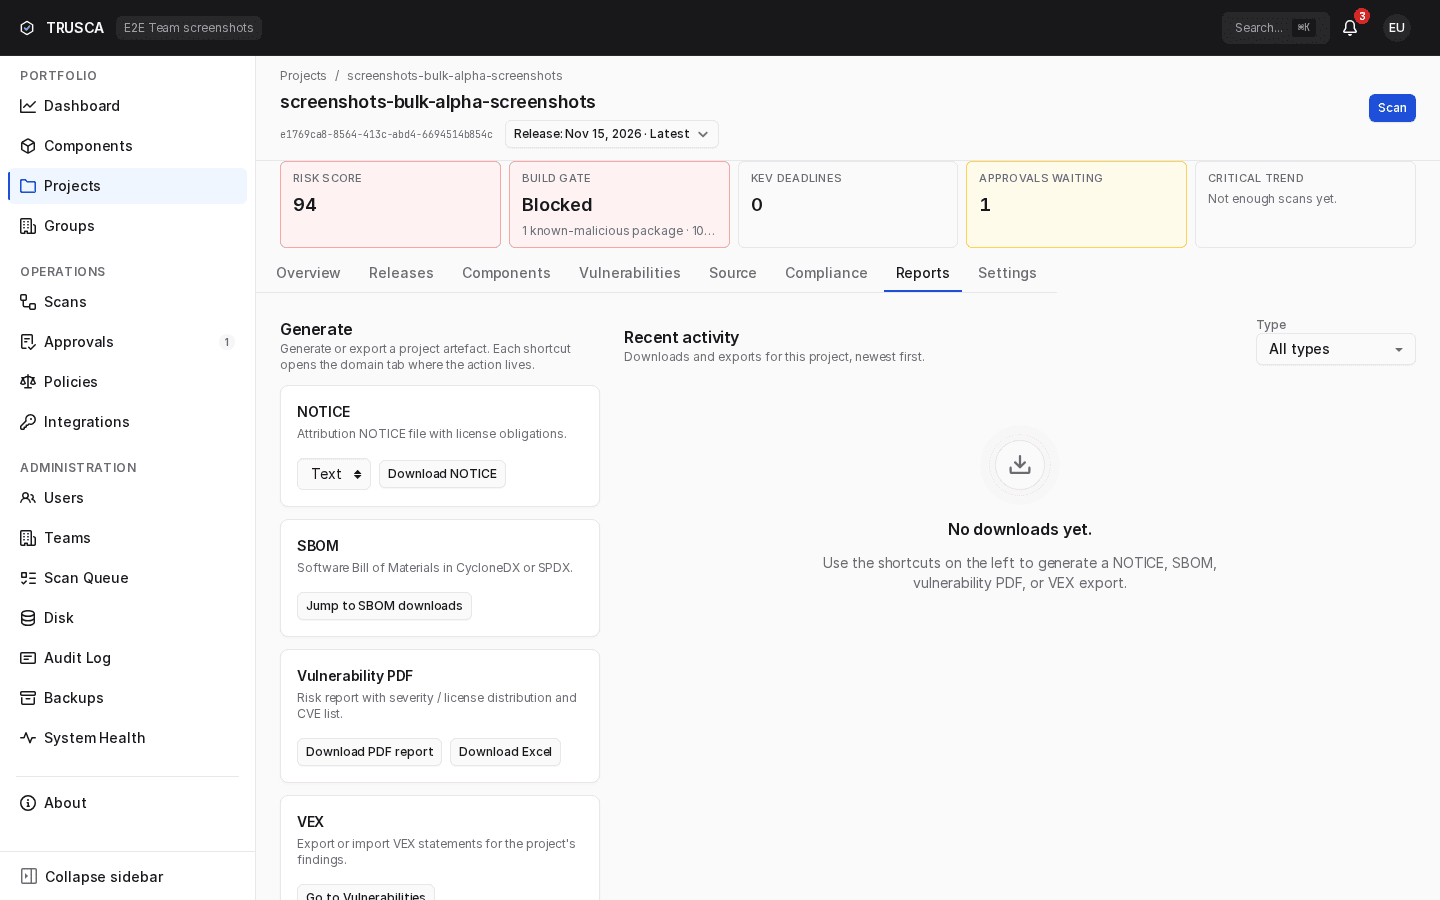 TRUSCA
E2E Team screenshots
Search...
⌘K
3
EU
PORTFOLIO
Dashboard
Components
Projects
Groups
OPERATIONS
Scans
Approvals
1
Policies
Integrations
ADMINISTRATION
Users
Teams
Scan Queue
Disk
Audit Log
Backups
System Health
About
Collapse sidebar
Projects / screenshots-bulk-alpha-screenshots
screenshots-bulk-alpha-screenshots
e1769ca8-8564-413c-abd4-6694514b854c
Release: Nov 15, 2026 · Latest
Scan
RISK SCORE
94
BUILD GATE
Blocked
1 known-malicious package · 10…
KEV DEADLINES
0
APPROVALS WAITING
1
CRITICAL TREND
Not enough scans yet.
Overview
Releases
Components
Vulnerabilities
Source
Compliance
Reports
Settings
Generate
Generate or export a project artefact. Each shortcut
opens the domain tab where the action lives.
NOTICE
Attribution NOTICE file with license obligations.
Text
Download NOTICE
SBOM
Software Bill of Materials in CycloneDX or SPDX.
Jump to SBOM downloads
Vulnerability PDF
Risk report with severity / license distribution and
CVE list.
Download PDF report
Download Excel
VEX
Export or import VEX statements for the project's
findings.
Go to Vulnerabilities
Recent activity
Downloads and exports for this project, newest first.
Type
All types
No downloads yet.
Use the shortcuts on the left to generate a NOTICE, SBOM,
vulnerability PDF, or VEX export.